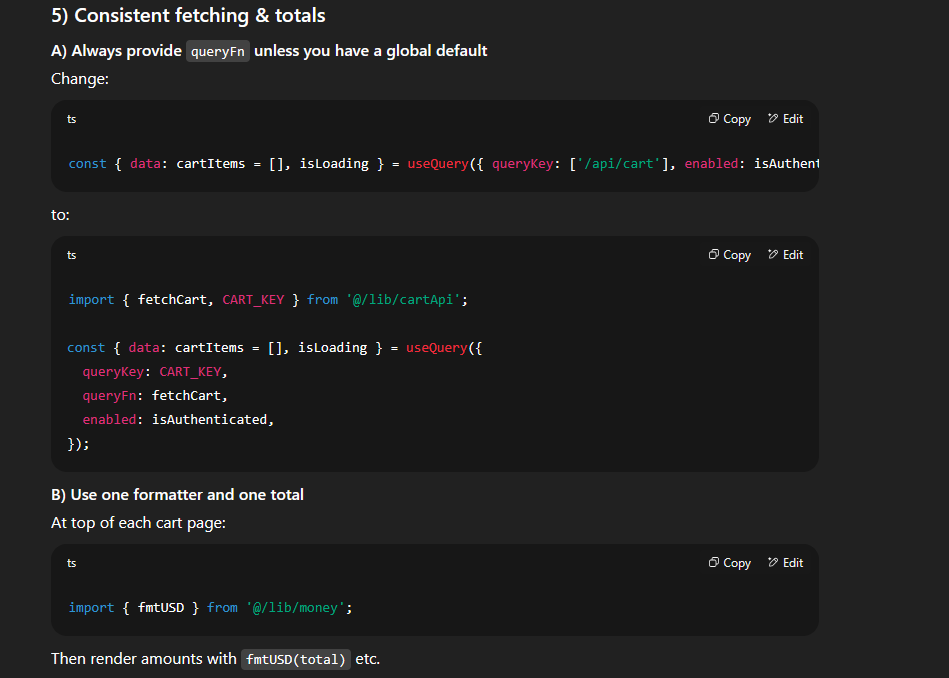 5) Consistent fetching & totals
A) Always provide queryFn unless you have a global default
Change:
ts
Copy Edit
const { data: cartItems = [], isLoading } = useQuery({ queryKey: ['/api/cart'], enabled: isAuthent
to:
ts
Copy Edit
import { fetchCart, CART_KEY } from '@/lib/cartApi';
const { data: cartItems = [], isLoading } = useQuery({
queryKey: CART_KEY,
queryFn: fetchCart,
enabled: isAuthenticated,
});
B) Use one formatter and one total
At top of each cart page:
ts
Copy Edit
import { fmtUSD } from '@/lib/money';
Then render amounts with fmtUSD(total) etc.